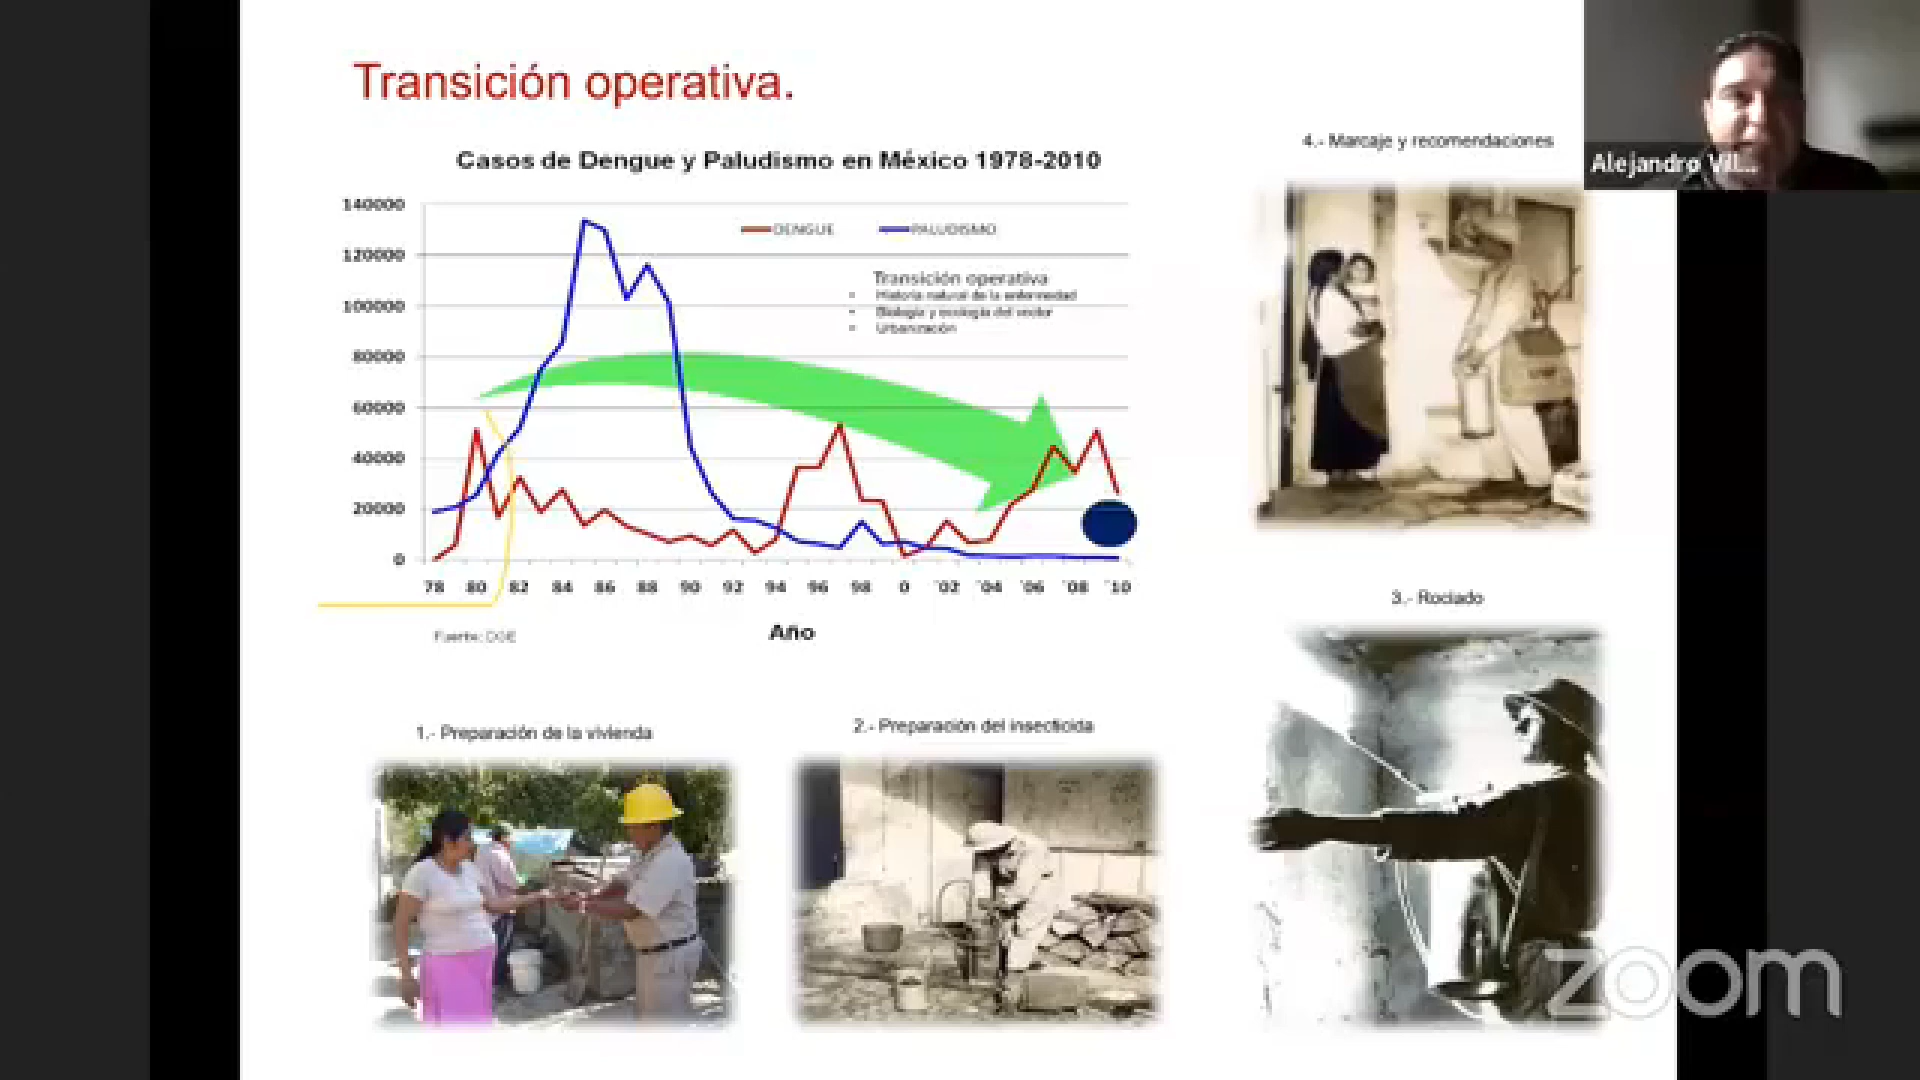 Transición operativa.
Alejandro Vil...
Casos de Dengue y Paludismo en México 1978-2010
140000
120000
100000
80000
60000
40000
20000
0
DENGUE
PALUDISMO
Transición operativa
• Historia natural de la enfermedad
• Biología y ecología del vector
• Urbanización
78 80 82 84 86 88 90 92 94 96 98 0 ´02 ´04 ´06 ´08 ´10
Año
Fuente: DGE
4.- Marcaje y recomendaciones
3.- Rociado
1.- Preparación de la vivienda
2.- Preparación del insecticida
zoom